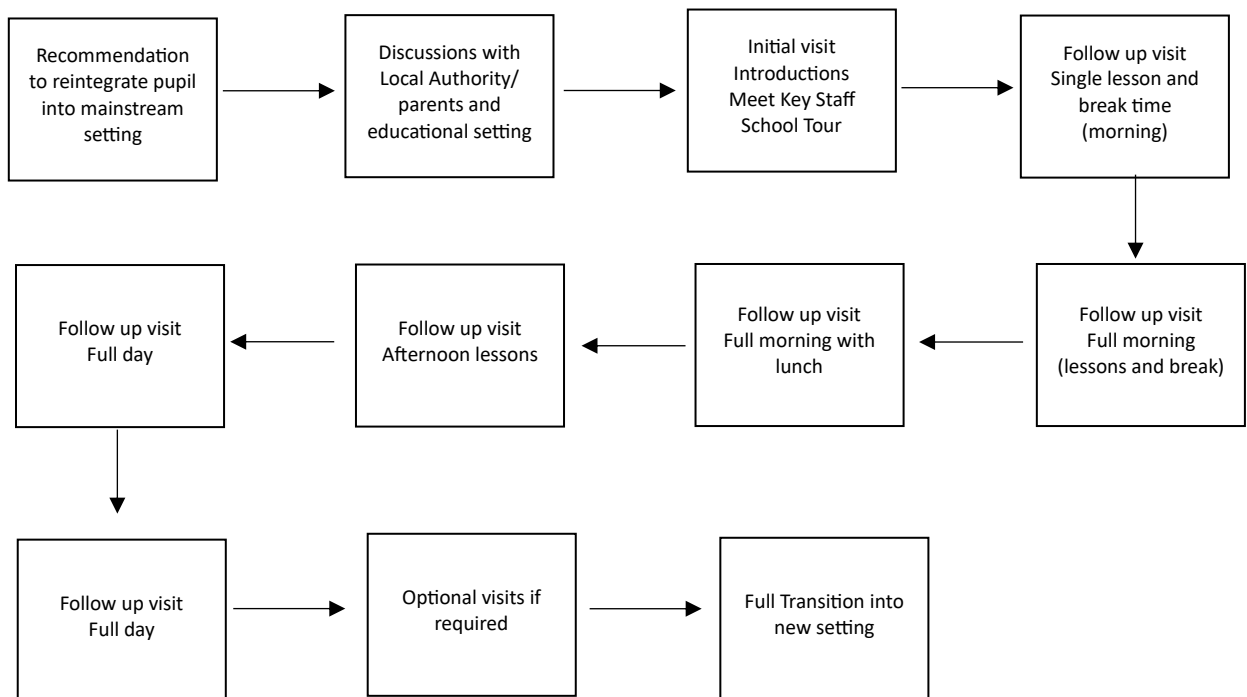 Recommendation
to reintegrate pupil
into mainstream
setting
Discussions with
Local Authority/
parents and
educational setting
Initial visit
Introductions
Meet Key Staff
School Tour
Follow up visit
Single lesson and
break time
(morning)
Follow up visit
Full morning
(lessons and break)
Follow up visit
Full morning with
lunch
Follow up visit
Afternoon lessons
Follow up visit
Full day
Follow up visit
Full day
Optional visits if
required
Full Transition into
new setting